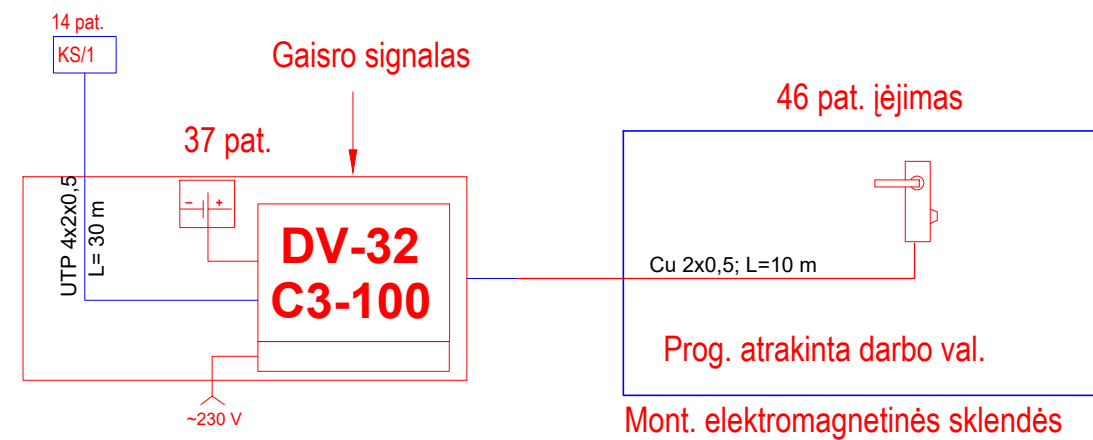 14 pat.
KS/1
Gaisro signalas
46 pat. įėjimas
37 pat.
UTP 4x2x0,5
L= 30 m
- +
DV-32
C3-100
Cu 2x0,5; L=10 m
Prog. atrakinta darbo val.
~230 V
Mont. elektromagnetinės sklendės